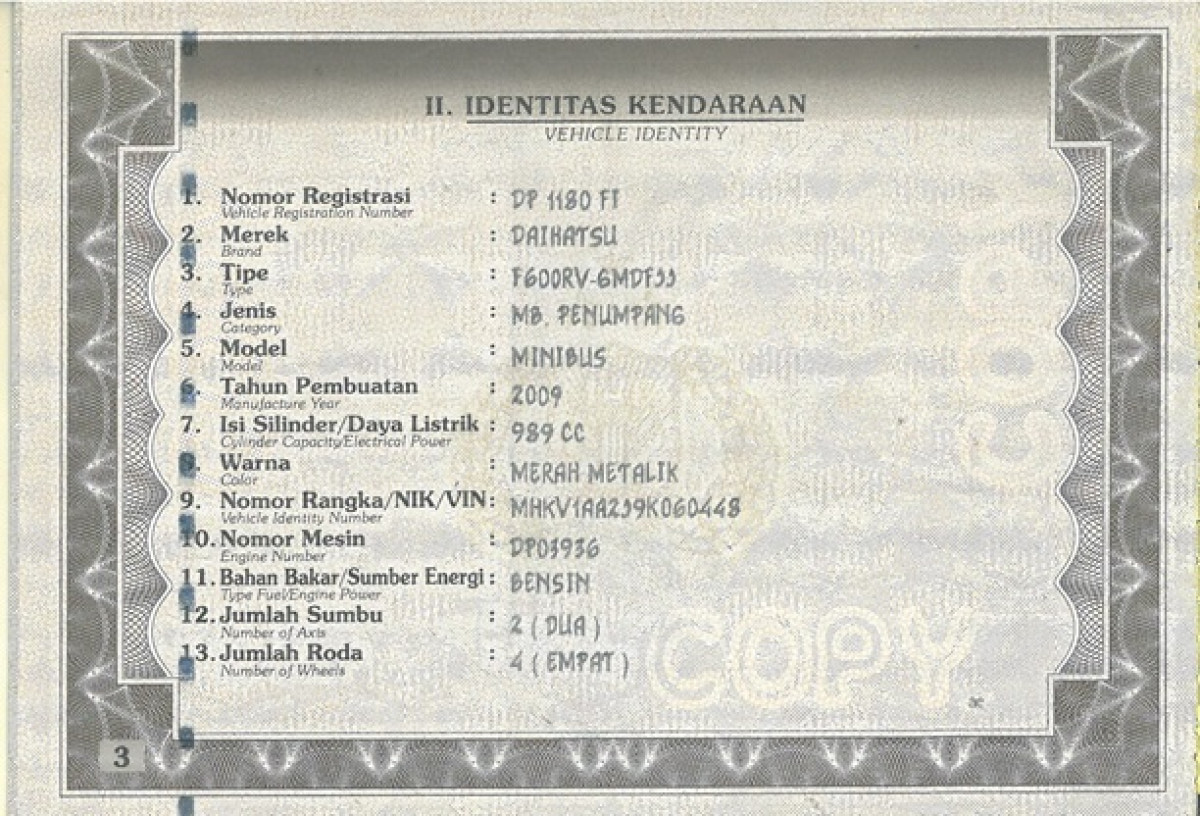 II. IDENTITAS KENDARAAN
VEHICLE IDENTITY
1. Nomor Registrasi : DP 1180 FI
Vehicle Registration Number
2. Merek : DAIHATSU
Brand
3. Tipe : F600RV-GMDFJJ
Type
4. Jenis : MB. PENUMPANG
Category
5. Model : MINIBUS
Model
6. Tahun Pembuatan : 2009
Manufacture Year
7. Isi Silinder/Daya Listrik : 989 CC
Cylinder Capacity/Electrical Power
8. Warna : MERAH METALIK
Color
9. Nomor Rangka/NIK/VIN : MHKV1AA2J9K060448
Vehicle Identity Number
10. Nomor Mesin :
Engine Number
11. Bahan Bakar/Sumber Energi : BENSIN
Type Fuel/Engine Power
12. Jumlah Sumbu : 2 ( DUA )
Number of Axis
13. Jumlah Roda : 4 ( EMPAT )
Number of Wheels
COPY
3